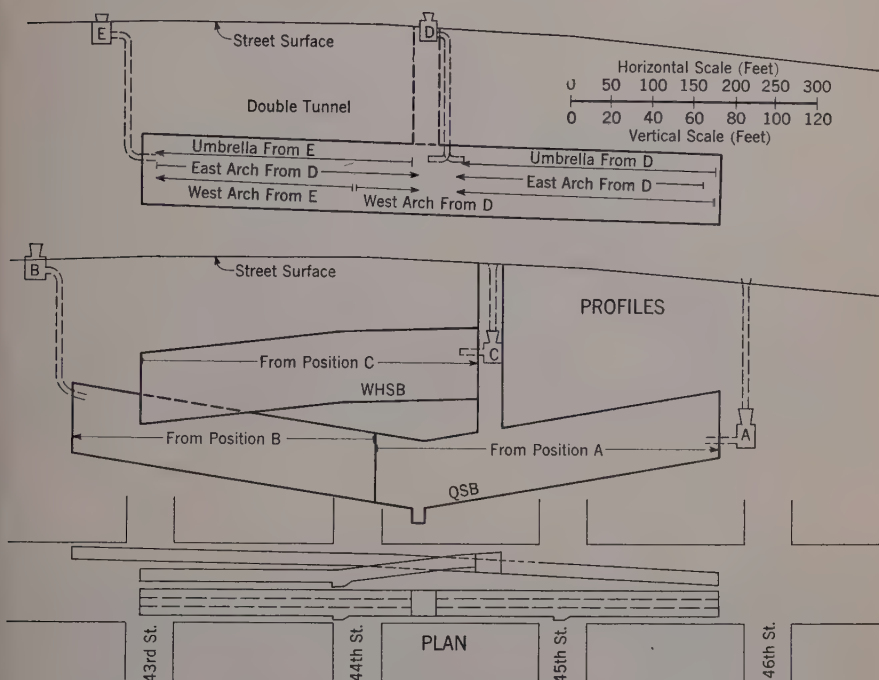 E
D
Street Surface
Horizontal Scale (Feet)
0 50 100 150 200 250 300
Double Tunnel
0 20 40 60 80 100 120
Vertical Scale (Feet)
Umbrella From E
Umbrella From D
East Arch From D
East Arch From D
West Arch From E
West Arch From D
B
Street Surface
PROFILES
C
From Position C
WHSB
A
From Position B
From Position A
QSB
43rd St.
44th St.
PLAN
45th St.
46th St.